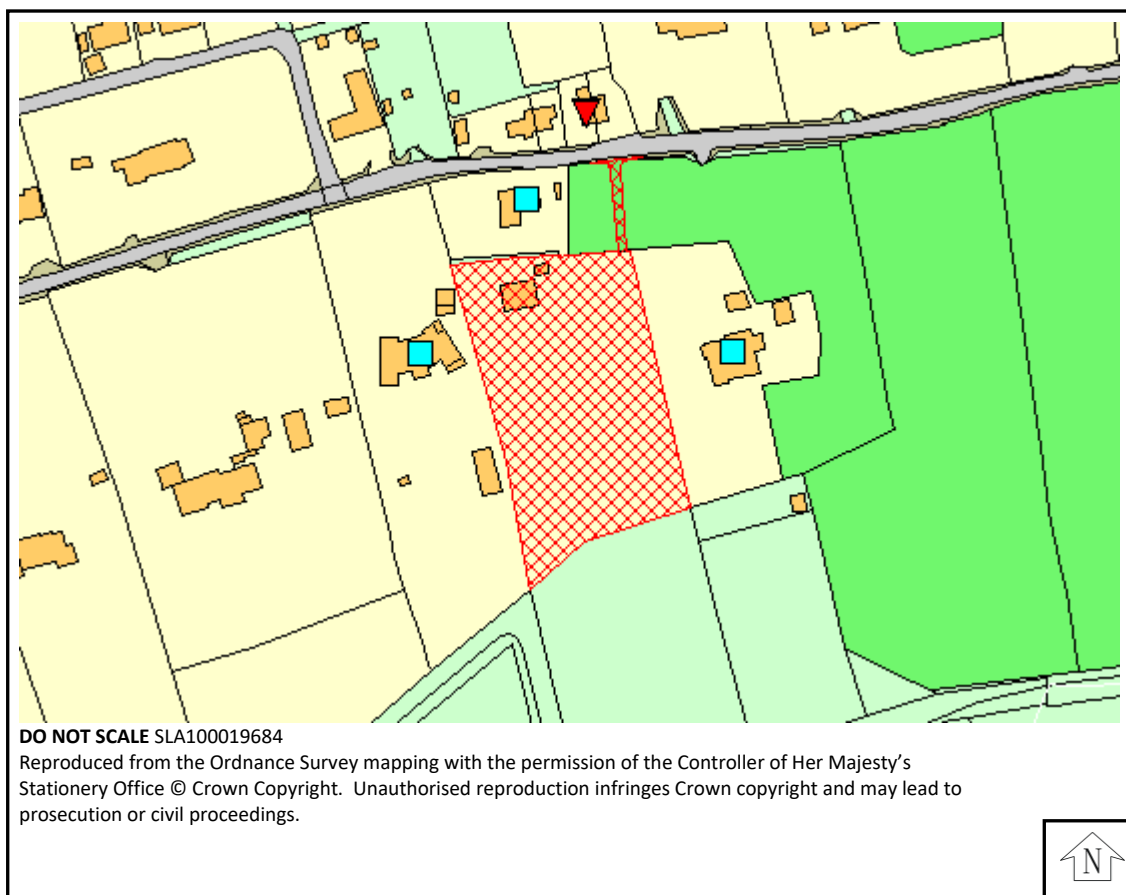 DO NOT SCALE SLA100019684
Reproduced from the Ordnance Survey mapping with the permission of the Controller of Her Majesty's
Stationery Office © Crown Copyright.  Unauthorised reproduction infringes Crown copyright and may lead to
prosecution or civil proceedings.
N